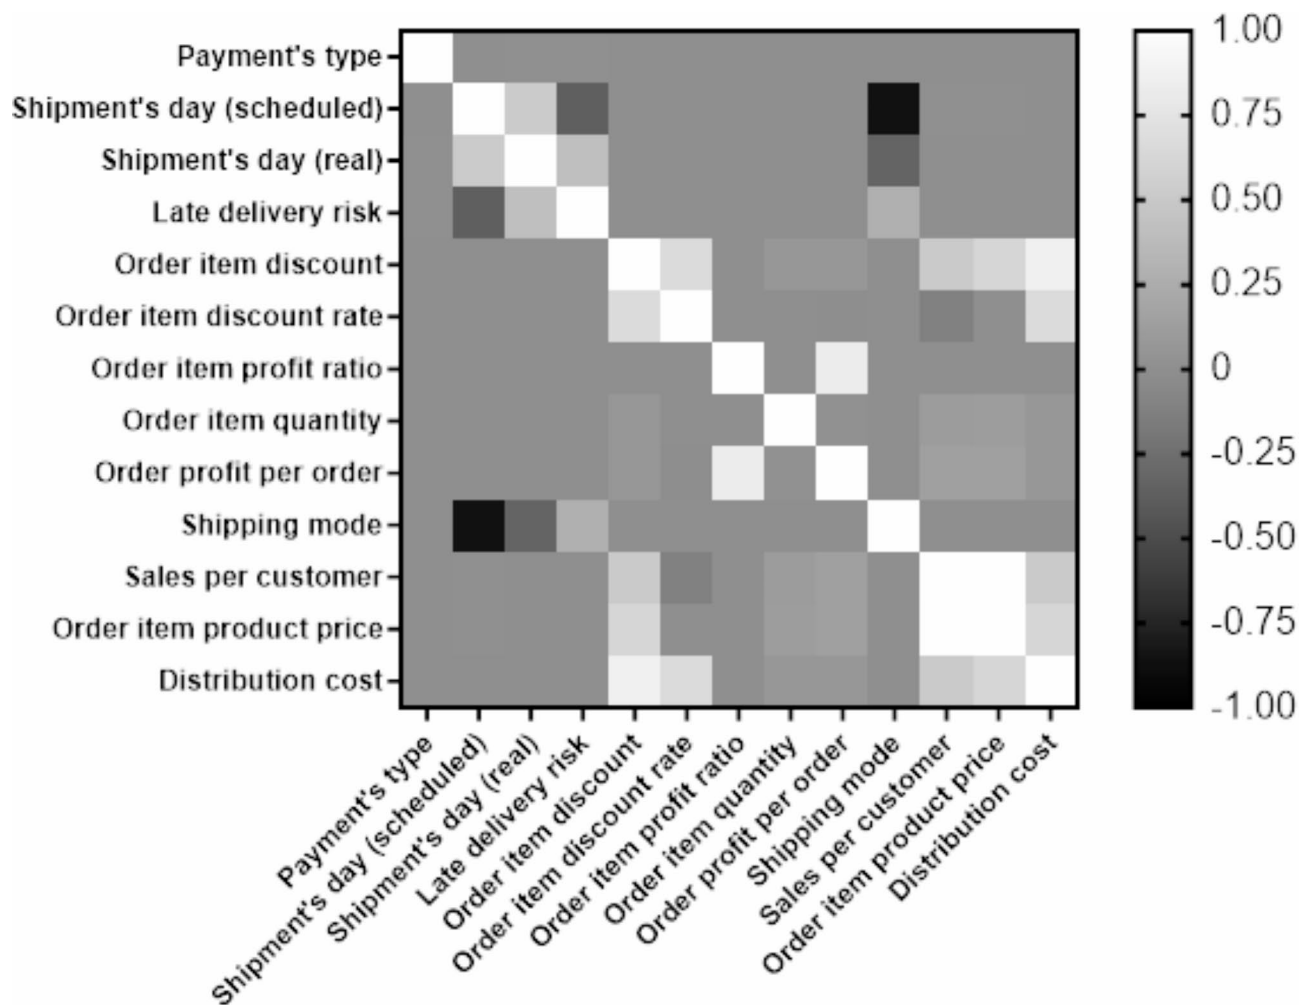 Payment's type
Shipment's day (scheduled)
Shipment's day (real)
Late delivery risk
Order item discount
Order item discount rate
Order item profit ratio
Order item quantity
Order profit per order
Shipping mode
Sales per customer
Order item product price
Distribution cost
Payment's type
Shipment's day (scheduled)
Shipment's day (real)
Late delivery risk
Order item discount
Order item discount rate
Order item profit ratio
Order item quantity
Order profit per order
Shipping mode
Sales per customer
Order item product price
Distribution cost
1.00
0.75
0.50
0.25
0
-0.25
-0.50
-0.75
-1.00